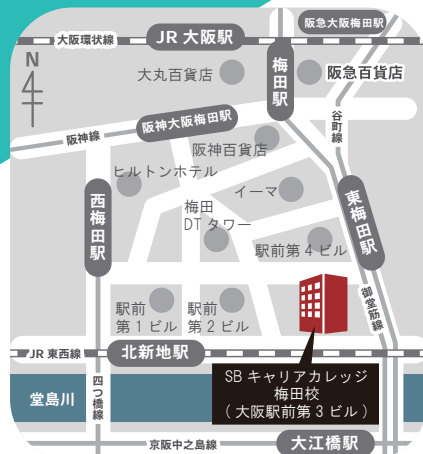 阪急大阪梅田駅
大阪環状線
JR 大阪駅
N
大丸百貨店
梅田駅
阪急百貨店
谷町線
阪神大阪梅田駅
阪神線
阪神百貨店
ヒルトンホテル
イーマ
西梅田駅
梅田
DT タワー
東梅田駅
駅前第 4 ビル
駅前
第 1 ビル
駅前
第 2 ビル
御堂筋線
JR 東西線
北新地駅
SB キャリアカレッジ
梅田校
( 大阪駅前第 3 ビル )
堂島川
四つ橋線
京阪中之島線
大江橋駅